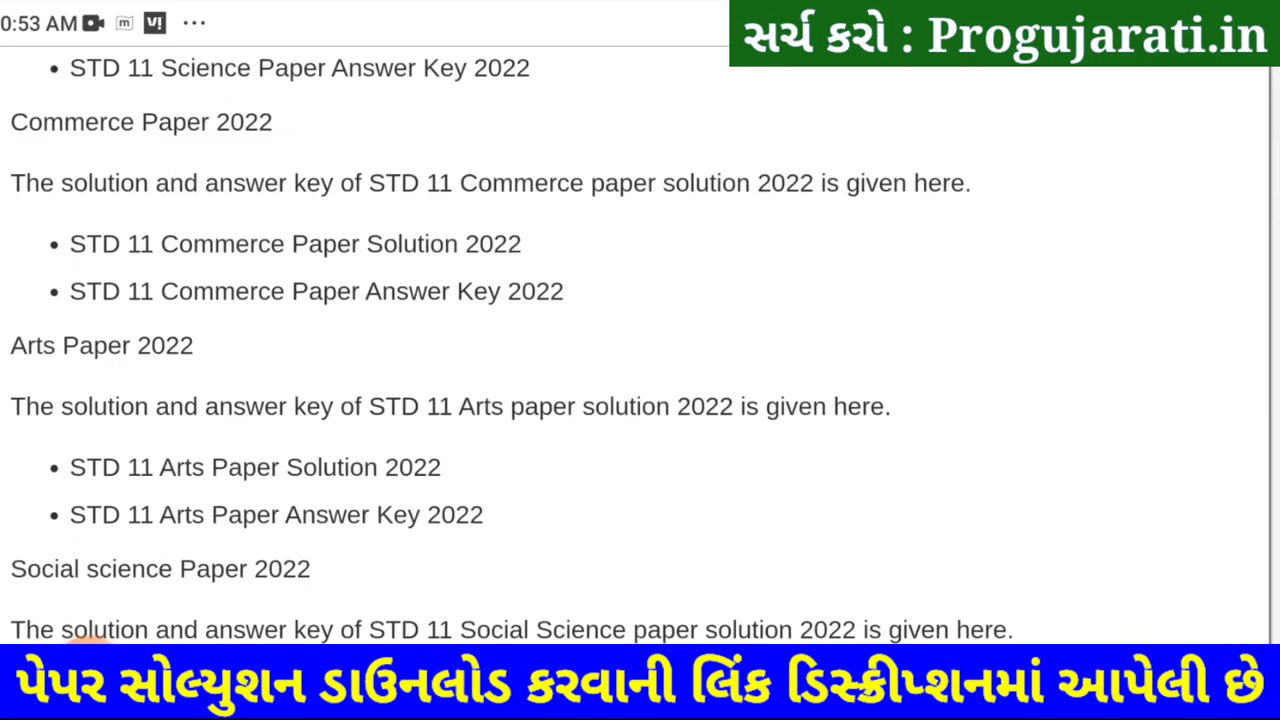 0:53 AM
સર્ચ કરો : Progujarati.in
• STD 11 Science Paper Answer Key 2022
Commerce Paper 2022
The solution and answer key of STD 11 Commerce paper solution 2022 is given here.
• STD 11 Commerce Paper Solution 2022
• STD 11 Commerce Paper Answer Key 2022
Arts Paper 2022
The solution and answer key of STD 11 Arts paper solution 2022 is given here.
• STD 11 Arts Paper Solution 2022
• STD 11 Arts Paper Answer Key 2022
Social science Paper 2022
The solution and answer key of STD 11 Social Science paper solution 2022 is given here.
પેપર સોલ્યુશન ડાઉનલોડ કરવાની લિંક ડિસ્ક્રીપ્શનમાં આપેલી છે